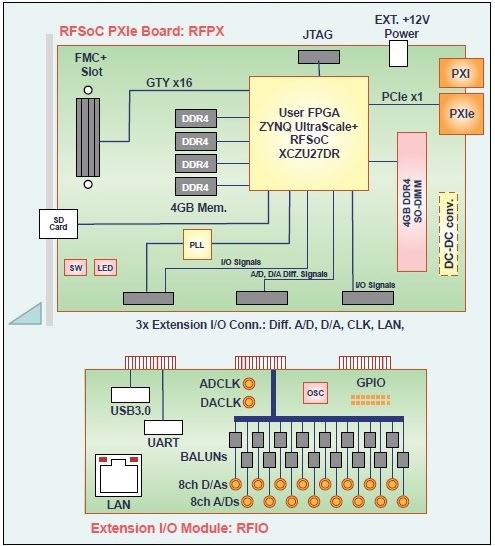 RFSoC PXIe Board: RFPX
EXT. +12V
Power
JTAG
FMC+
Slot
GTY x16
PXI
PCIe x1
PXIe
User FPGA
ZYNQ UltraScale+
RFSoC
XCZU27DR
DDR4
DDR4
DDR4
DDR4
4GB Mem.
4GB DDR4
SO-DIMM
DC-DC conv.
SD
Card
PLL
SW
LED
I/O Signals
A/D, D/A Diff. Signals
I/O Signals
3x Extension I/O Conn.: Diff. A/D, D/A, CLK, LAN,
USB3.0
UART
LAN
ADCLK
DACLK
OSC
GPIO
BALUNs
8ch D/As
8ch A/Ds
Extension I/O Module: RFIO